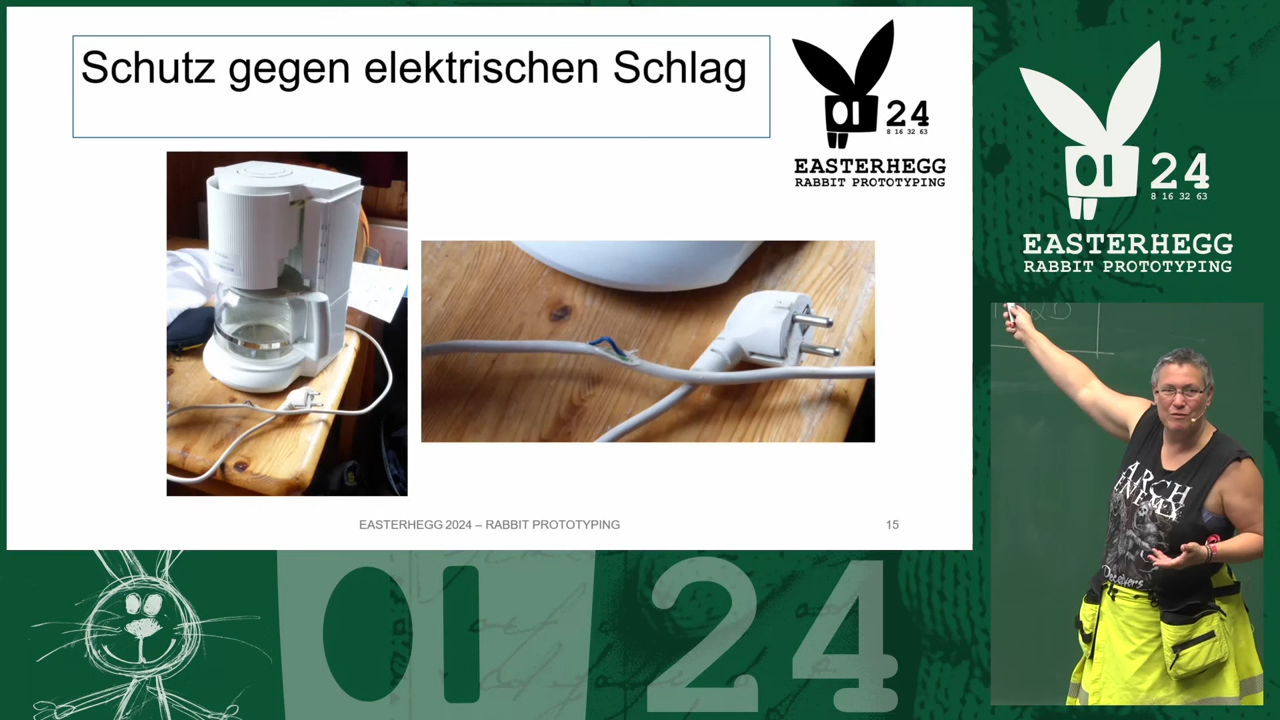 Schutz gegen elektrischen Schlag
24
8 16 32 63
EASTERHEGG
RABBIT PROTOTYPING
EASTERHEGG 2024 – RABBIT PROTOTYPING
15
24
8 16 32 63
EASTERHEGG
RABBIT PROTOTYPING
ARCH
ENEMY
Deceivers
24